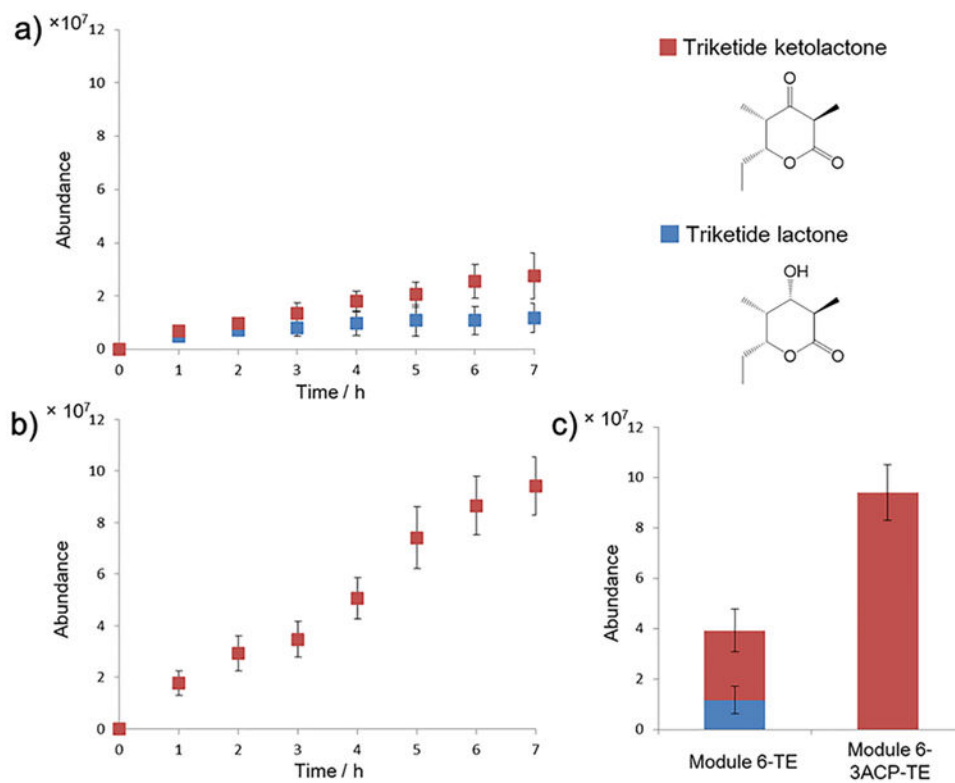 a)
×10⁷
12
10
8
6
4
2
0
Abundance
0 1 2 3 4 5 6 7
Time / h
Triketide ketolactone
O
O
O
Triketide lactone
OH
O
O
b)
× 10⁷
12
10
8
6
4
2
0
Abundance
0 1 2 3 4 5 6 7
Time / h
c)
× 10⁷
12
10
8
6
4
2
0
Abundance
Module 6-TE
Module 6-
3ACP-TE